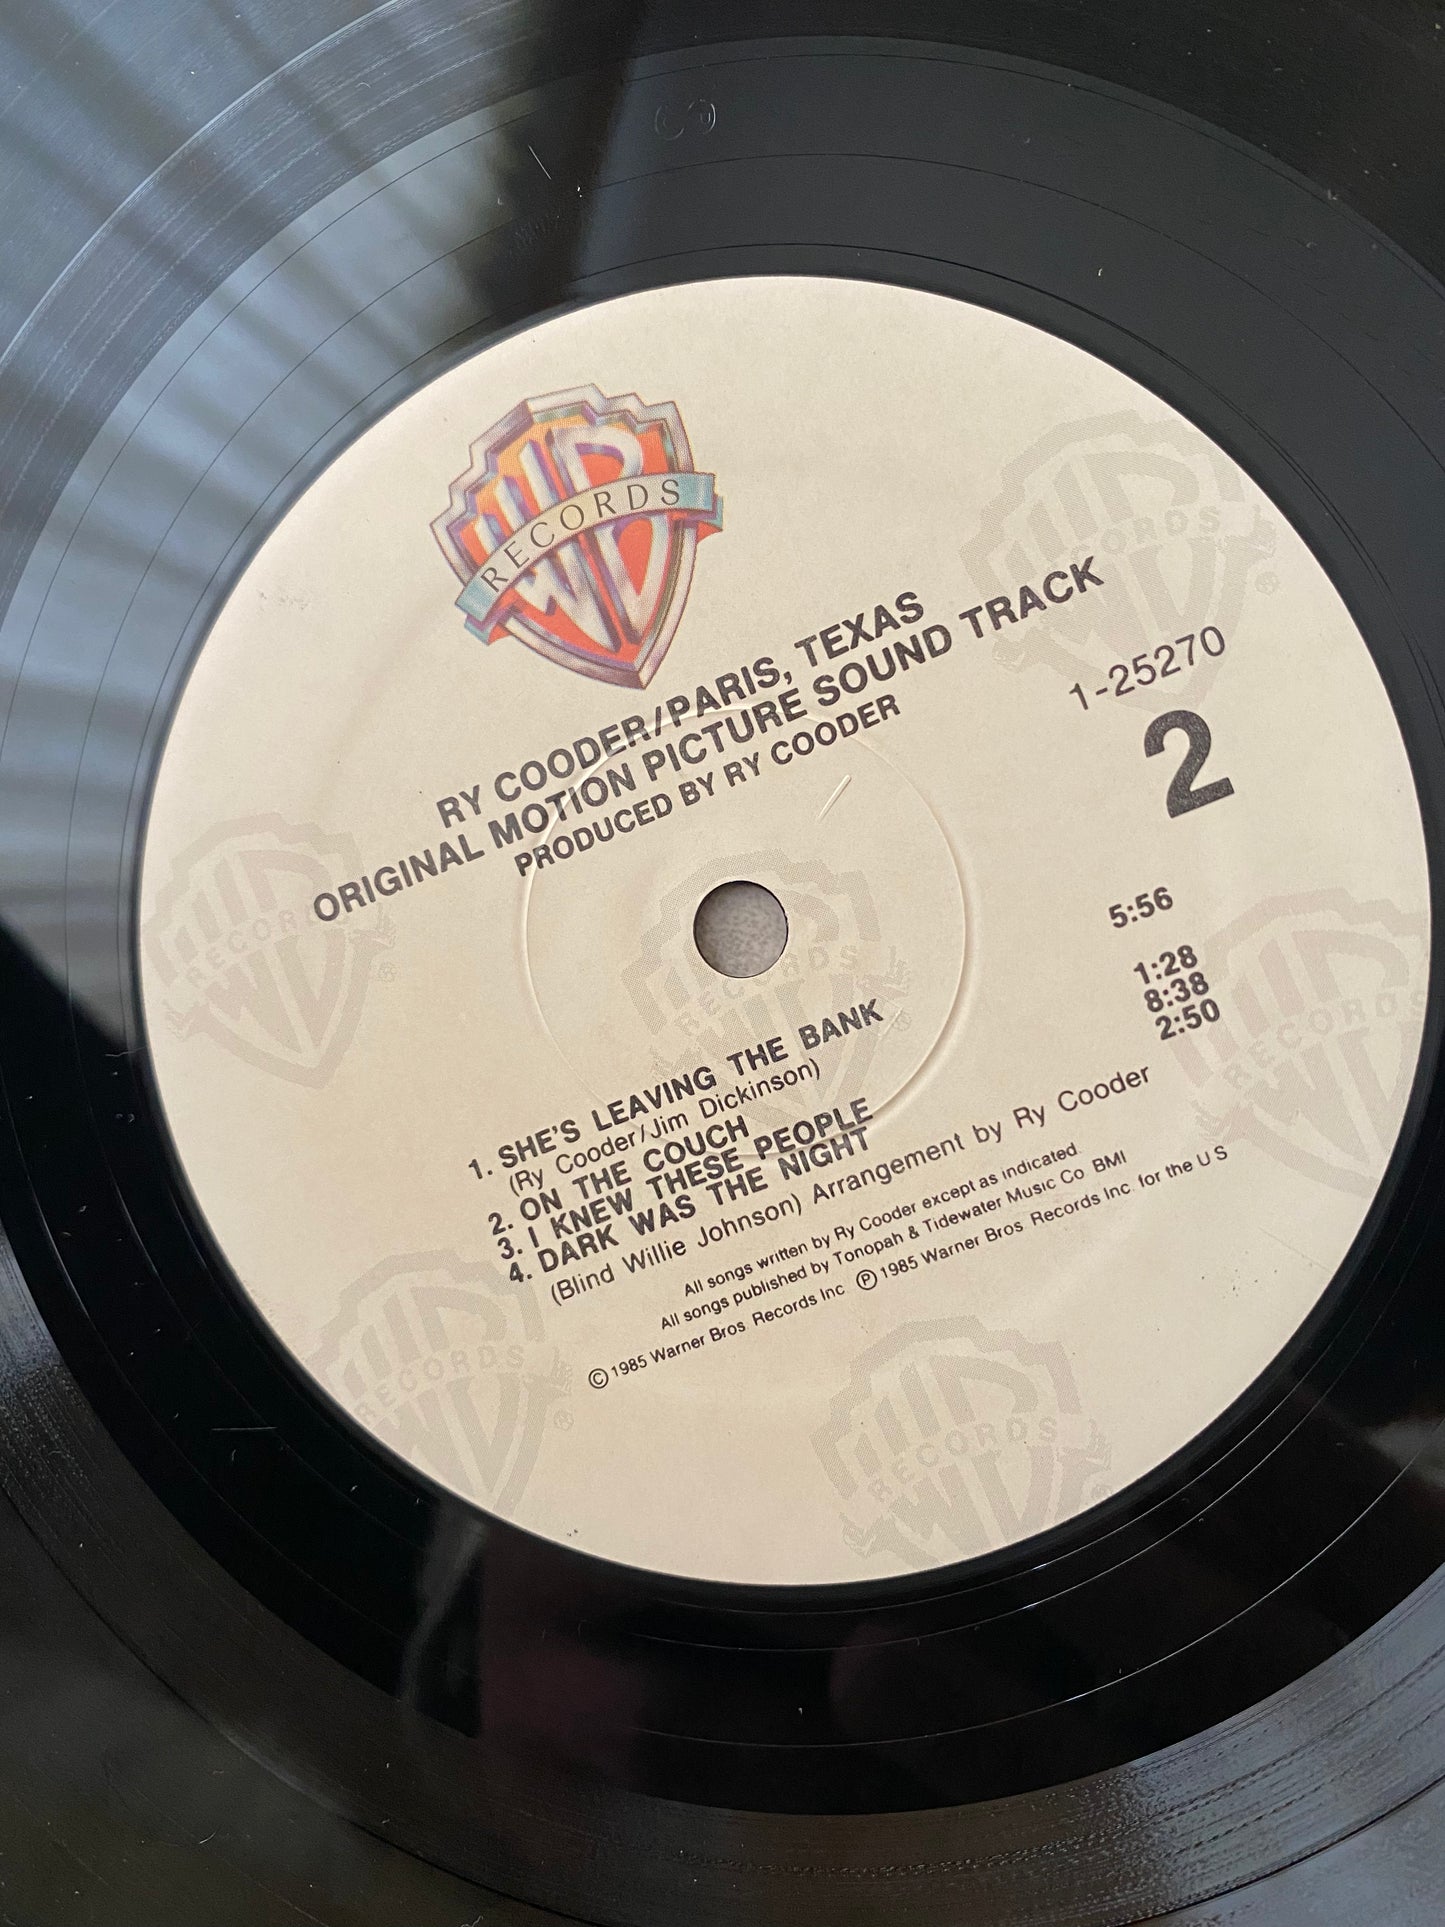 WB
RECORDS
RY COODER/PARIS, TEXAS
ORIGINAL MOTION PICTURE SOUND TRACK
PRODUCED BY RY COODER
1-25270
2
1. SHE'S LEAVING THE BANK 5:56
(Ry Cooder/Jim Dickinson)
2. ON THE COUCH 1:28
3. I KNEW THESE PEOPLE 8:38
4. DARK WAS THE NIGHT 2:50
(Blind Willie Johnson) Arrangement by Ry Cooder
All songs written by Ry Cooder except as indicated.
All songs published by Tonopah & Tidewater Music Co BMI
©1985 Warner Bros Records Inc ℗1985 Warner Bros. Records Inc. for the U S